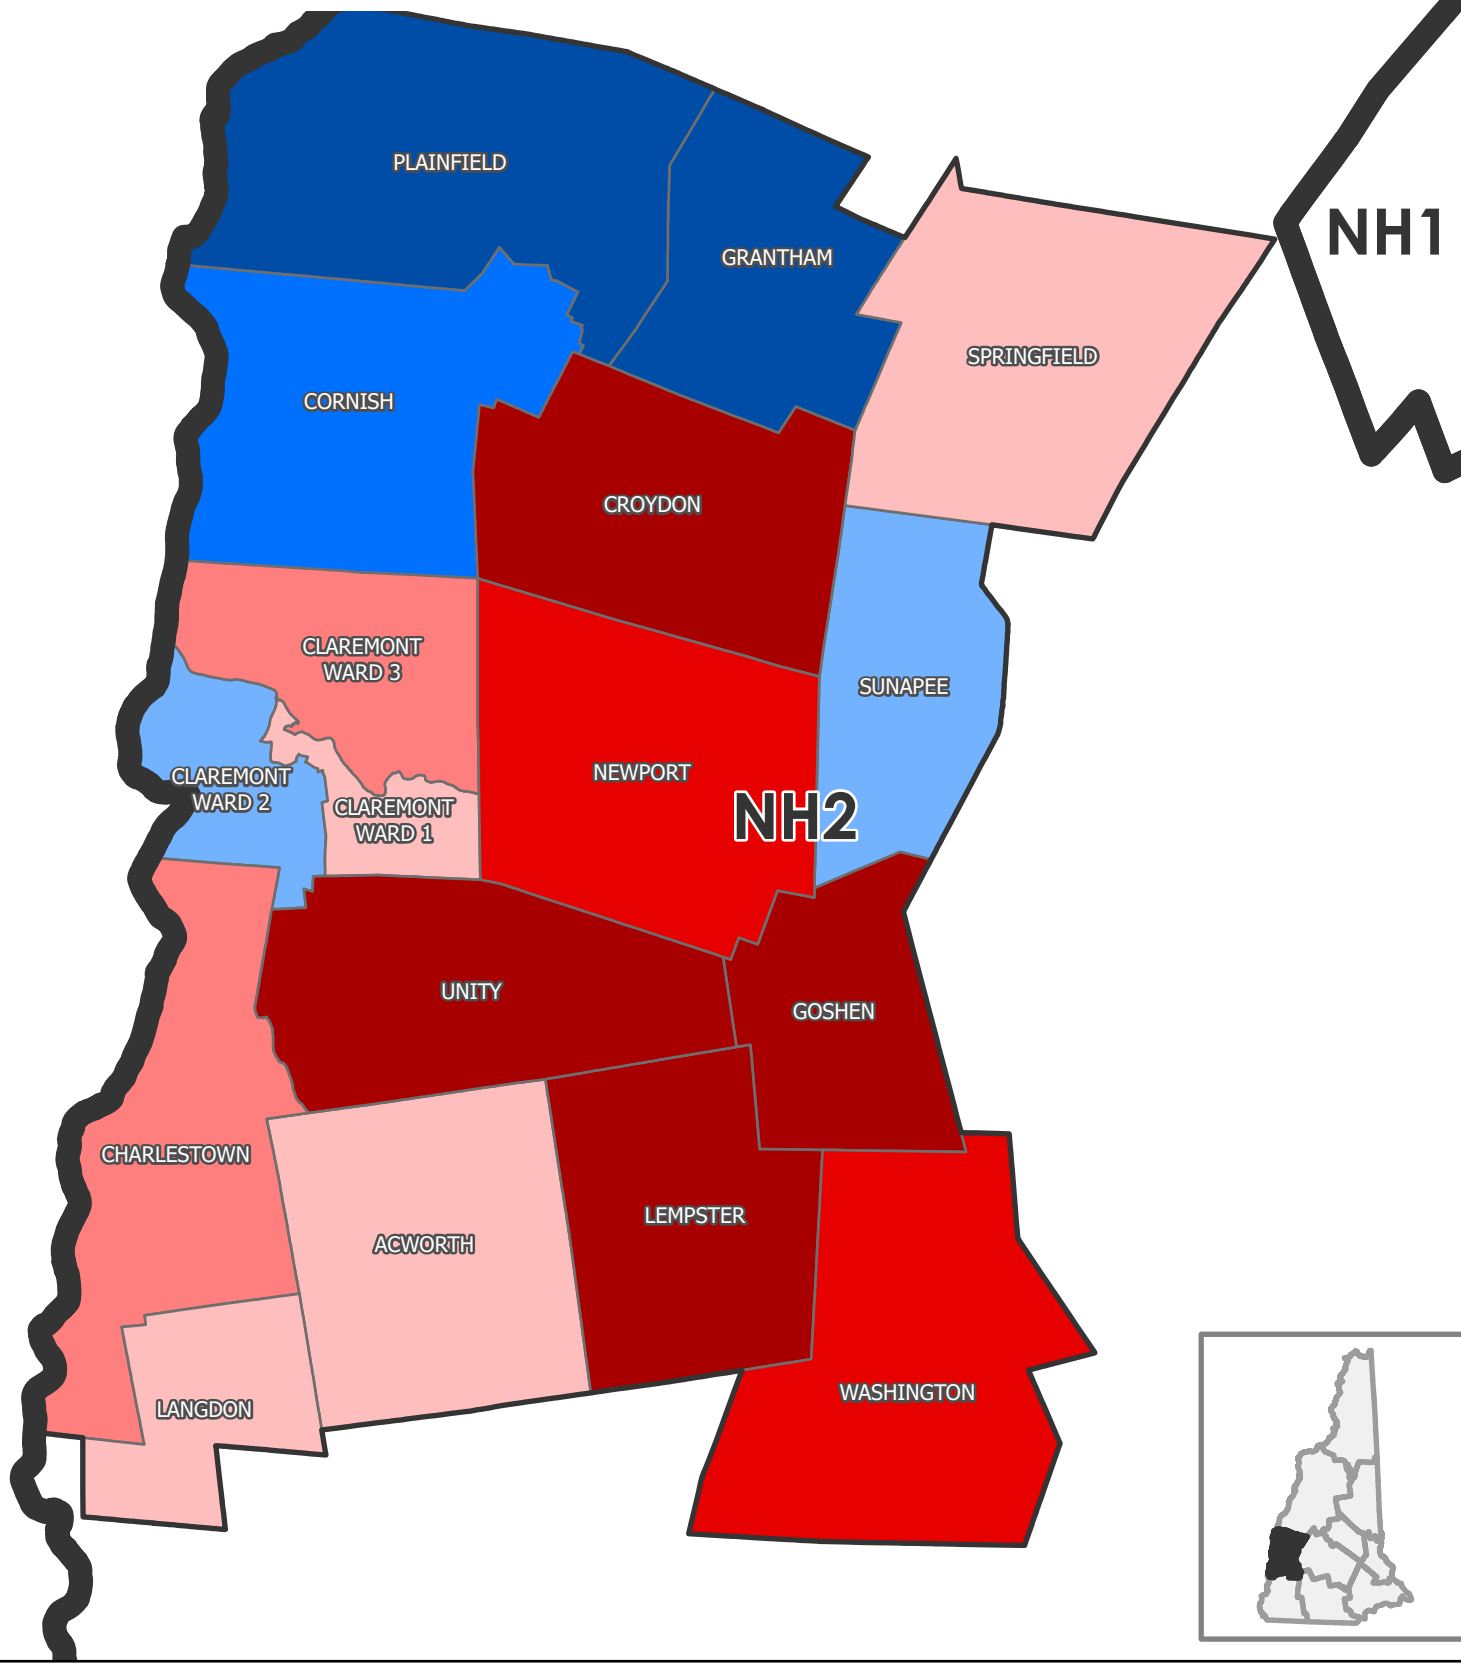 PLAINFIELD
NH1
GRANTHAM
SPRINGFIELD
CORNISH
CROYDON
CLAREMONT
WARD 3
SUNAPEE
NEWPORT
CLAREMONT
WARD 2
CLAREMONT
WARD 1
NH2
UNITY
GOSHEN
CHARLESTOWN
LEMPSTER
ACWORTH
WASHINGTON
LANGDON